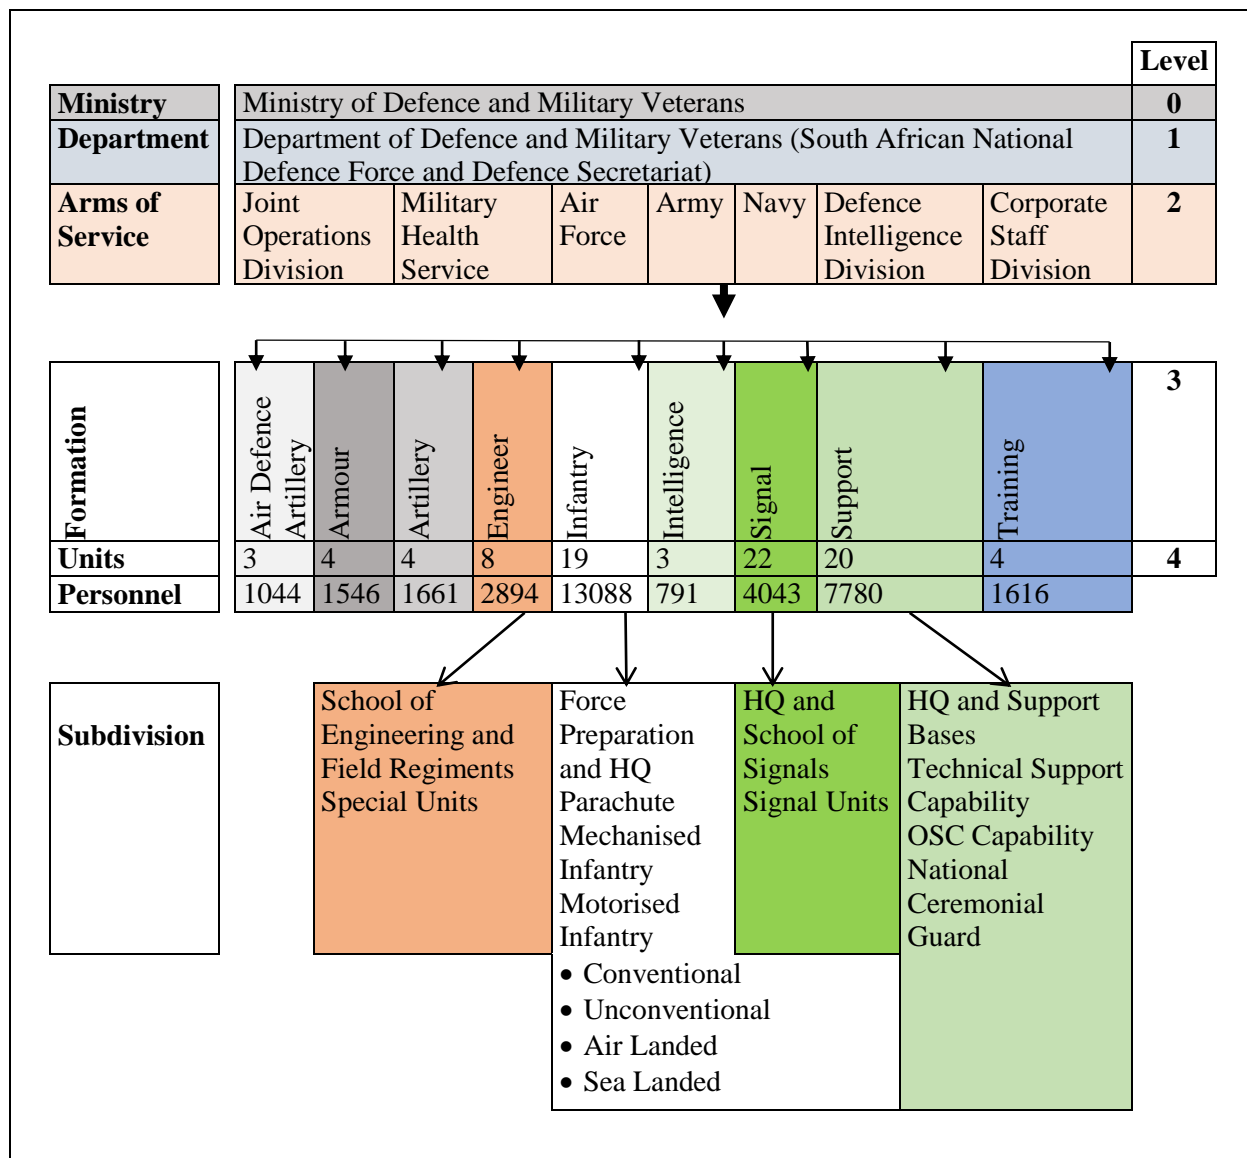 Level
Ministry
Ministry of Defence and Military Veterans
0
Department
Department of Defence and Military Veterans (South African National
Defence Force and Defence Secretariat)
1
Arms of
Service
Joint
Operations
Division
Military
Health
Service
Air
Force
Army
Navy
Defence
Intelligence
Division
Corporate
Staff
Division
2
Formation
Air Defence
Artillery
Armour
Artillery
Engineer
Infantry
Intelligence
Signal
Support
Training
3
Units
3
4
4
8
19
3
22
20
4
4
Personnel
1044
1546
1661
2894
13088
791
4043
7780
1616
Subdivision
School of
Engineering and
Field Regiments
Special Units
Force
Preparation
and HQ
Parachute
Mechanised
Infantry
Motorised
Infantry
• Conventional
• Unconventional
• Air Landed
• Sea Landed
HQ and
School of
Signals
Signal Units
HQ and Support
Bases
Technical Support
Capability
OSC Capability
National
Ceremonial
Guard